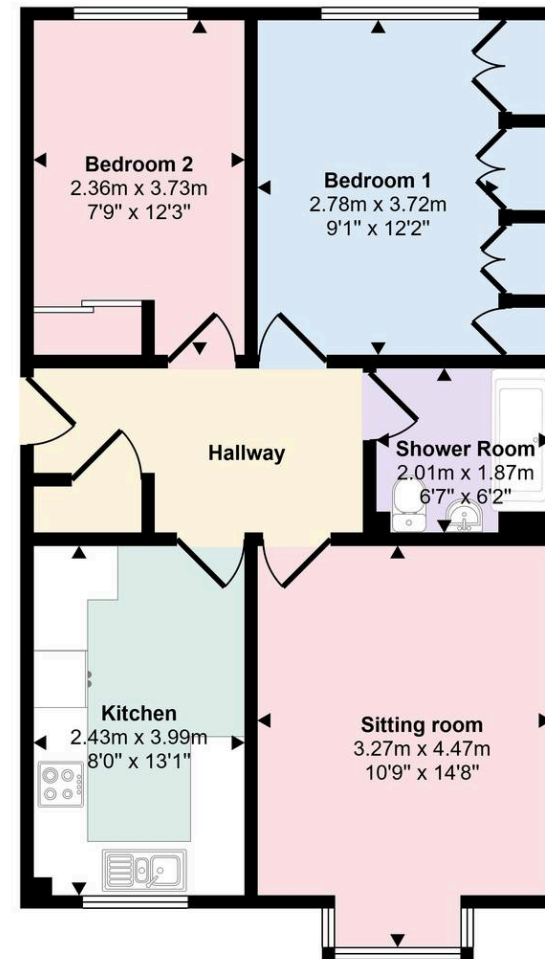 Bedroom 2
2.36m x 3.73m
7'9" x 12'3"
Bedroom 1
2.78m x 3.72m
9'1" x 12'2"
Hallway
Shower Room
2.01m x 1.87m
6'7" x 6'2"
Kitchen
2.43m x 3.99m
8'0" x 13'1"
Sitting room
3.27m x 4.47m
10'9" x 14'8"